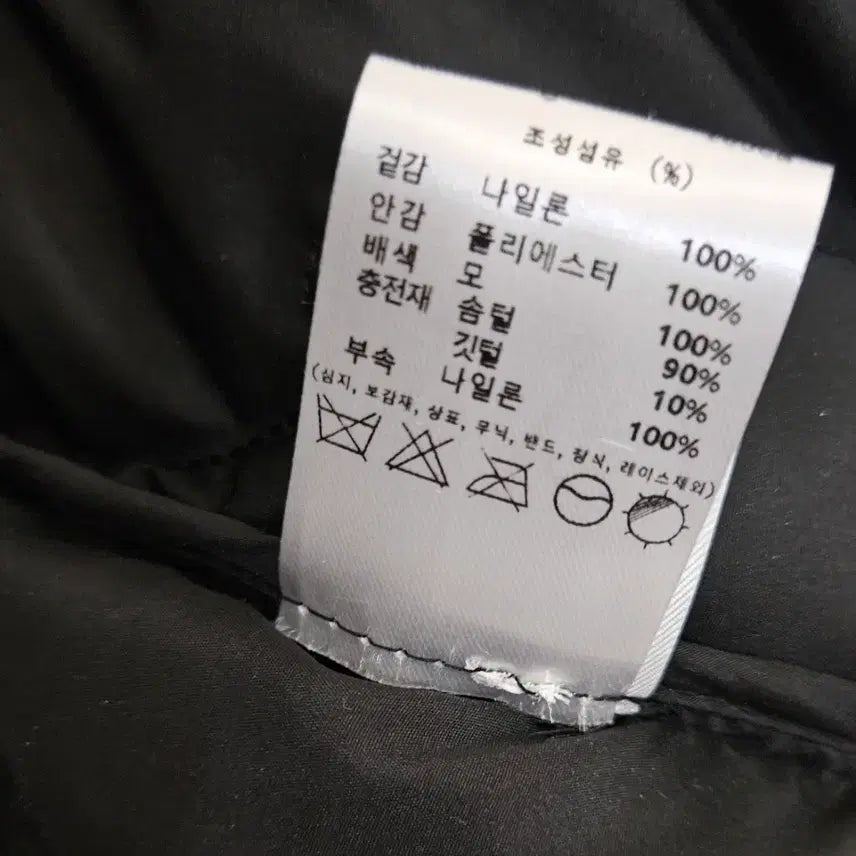 조성섬유 (%)
겉감 나일론 100%
안감 폴리에스터 100%
배색 모 100%
충전재 솜털 90%
깃털 10%
부속 나일론 100%
(심지, 보감재, 상표, 무늬, 밴드, 장식, 레이스제외)